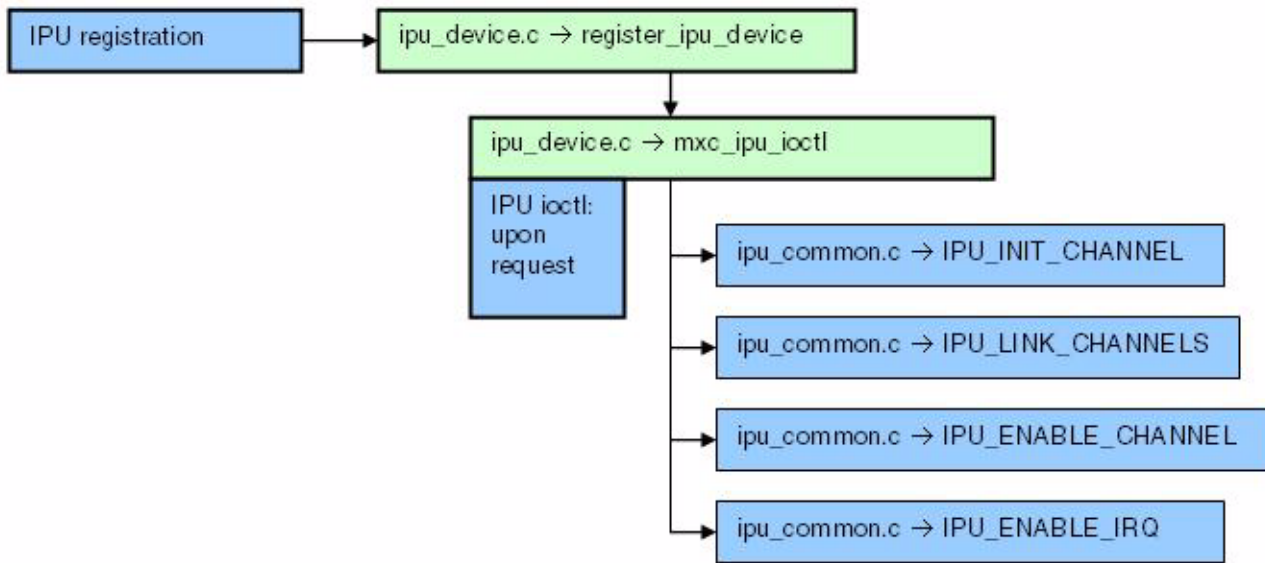 IPU registration
ipu_device.c → register_ipu_device
ipu_device.c → mxc_ipu_ioctl
IPU ioctl:
upon
request
ipu_common.c → IPU_INIT_CHANNEL
ipu_common.c → IPU_LINK_CHANNELS
ipu_common.c → IPU_ENABLE_CHANNEL
ipu_common.c → IPU_ENABLE_IRQ